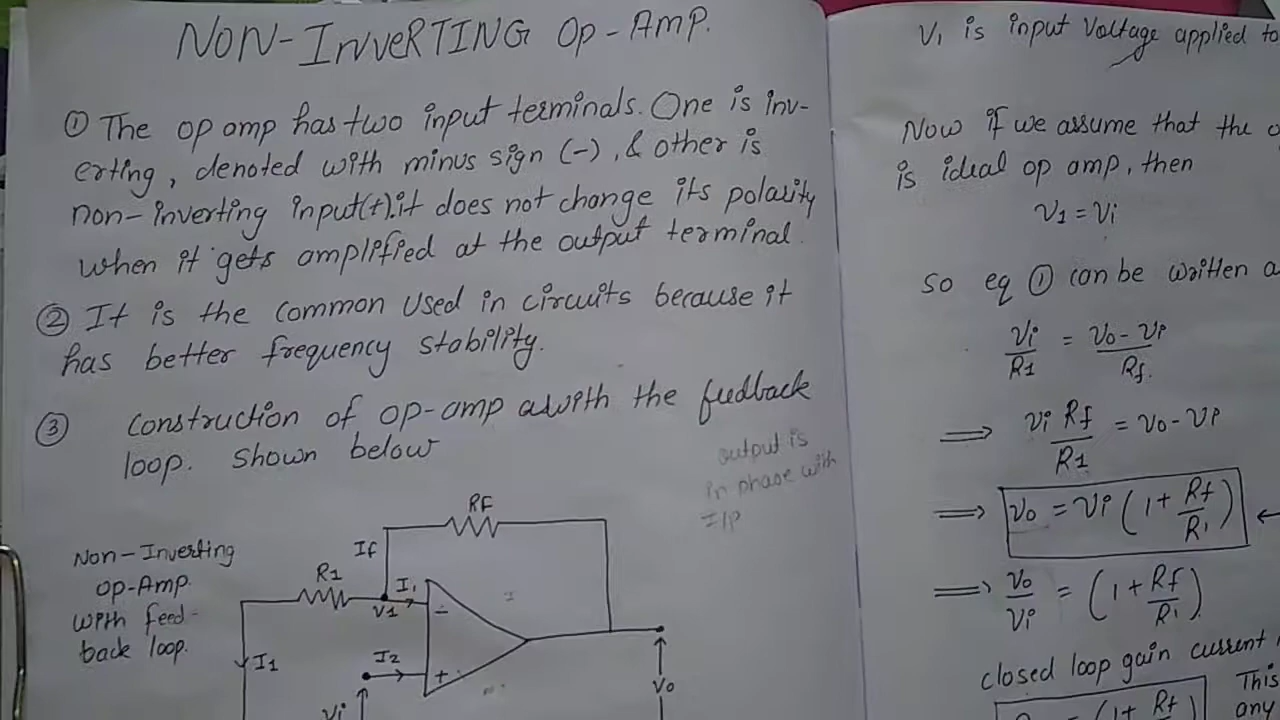 NON-INVERTING OP-AMP.
① The op amp has two input terminals. One is inv-
erting, denoted with minus sign (-), & other is
non-inverting input(+).it does not change its polarity
when it gets amplified at the output terminal.
② It is the common used in circuits because it
has better frequency stability.
③ construction of op-amp with the feedback
loop. shown below
output is
in phase with
I/P
Non-Inverting
op-Amp
with feed-
back loop.
RF
If
R1
I1
V1
-
I1
I2
+
Vi
Vo
V1 is input voltage applied to
Now if we assume that the
is ideal op amp, then
V1 = Vi
so eq ① can be written
Vi/R1 = Vo-Vi/Rf.
⟹ Vi Rf/R1 = Vo-Vi
⟹ Vo = Vi (1+Rf/R1) ←
⟹ Vo/Vi = (1+Rf/R1)
closed loop gain current
This
any
(1+ Rf